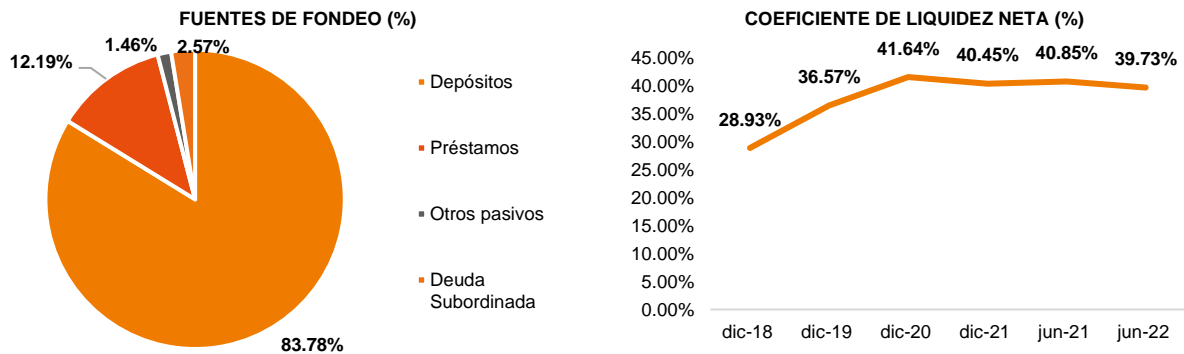 FUENTES DE FONDEO (%)
12.19%
1.46%
2.57%
83.78%
Depósitos
Préstamos
Otros pasivos
Deuda
Subordinada
COEFICIENTE DE LIQUIDEZ NETA (%)
45.00%
40.00%
35.00%
30.00%
25.00%
20.00%
15.00%
10.00%
5.00%
0.00%
28.93%
36.57%
41.64%
40.45%
40.85%
39.73%
dic-18
dic-19
dic-20
dic-21
jun-21
jun-22